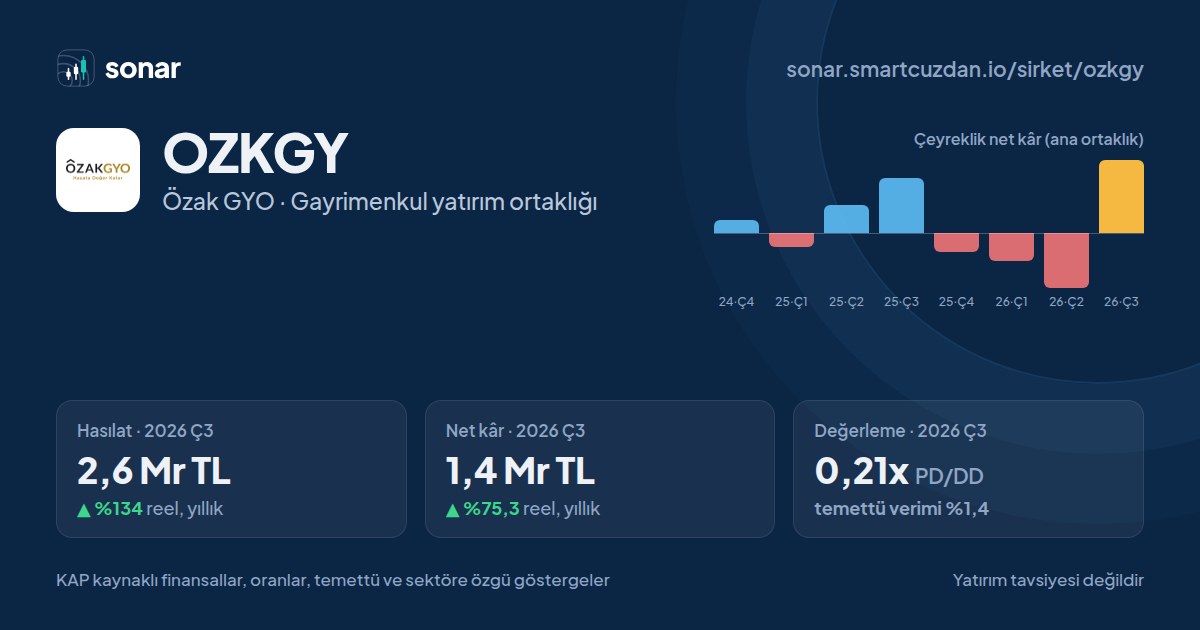 sonar
sonar.smartcuzdan.io/sirket/ozkgy
ÔZAKGYO
Hayata Değer Katar
OZKGY
Özak GYO · Gayrimenkul yatırım ortaklığı
Çeyreklik net kâr (ana ortaklık)
24-Ç4 25-Ç1 25-Ç2 25-Ç3 25-Ç4 26-Ç1 26-Ç2 26-Ç3
Hasılat · 2026 Ç3
2,6 Mr TL
▲ %134 reel, yıllık
Net kâr · 2026 Ç3
1,4 Mr TL
▲ %75,3 reel, yıllık
Değerleme · 2026 Ç3
0,21x PD/DD
temettü verimi %1,4
KAP kaynaklı finansallar, oranlar, temettü ve sektöre özgü göstergeler
Yatırım tavsiyesi değildir